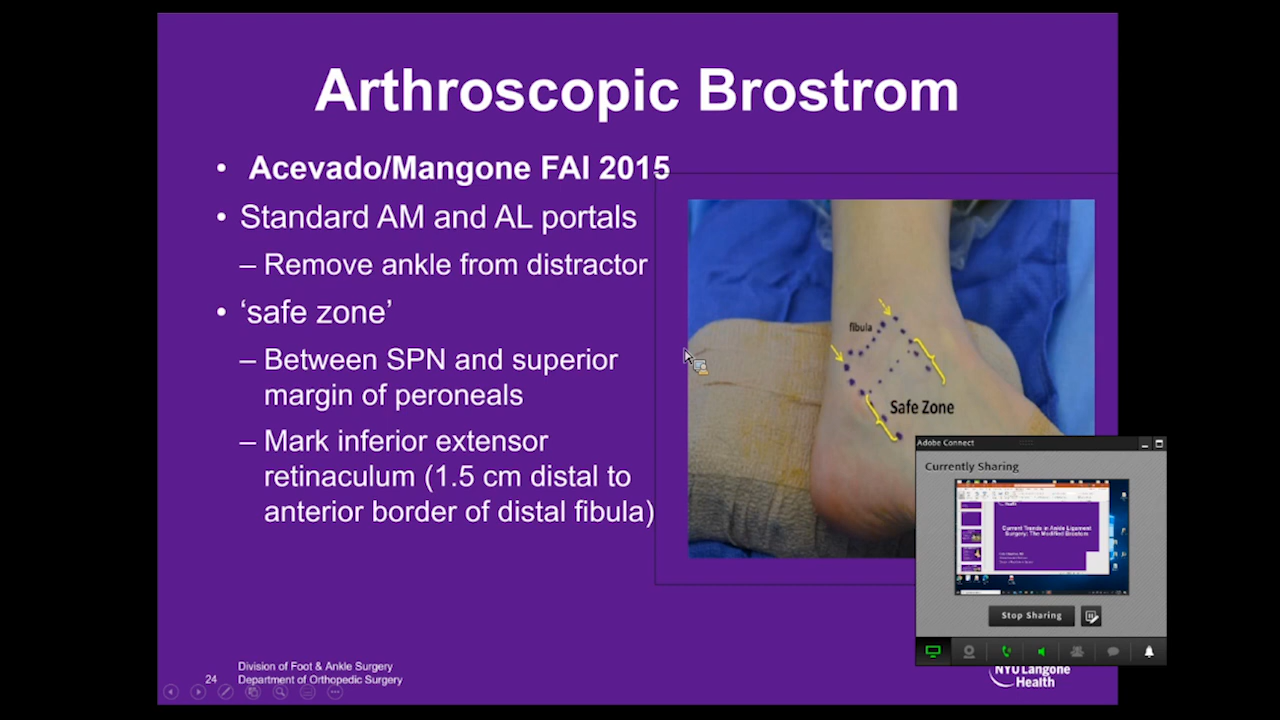 Arthroscopic Brostrom
• Acevado/Mangone FAI 2015
• Standard AM and AL portals
– Remove ankle from distractor
• ‘safe zone’
– Between SPN and superior
margin of peroneals
– Mark inferior extensor
retinaculum (1.5 cm distal to
anterior border of distal fibula)
fibula
Safe Zone
Adobe Connect
Currently Sharing
Current Trends in Ankle Ligament
Surgery: The Modified Brostrom
Stop Sharing
24
Division of Foot & Ankle Surgery
Department of Orthopedic Surgery
NYU Langone
Health